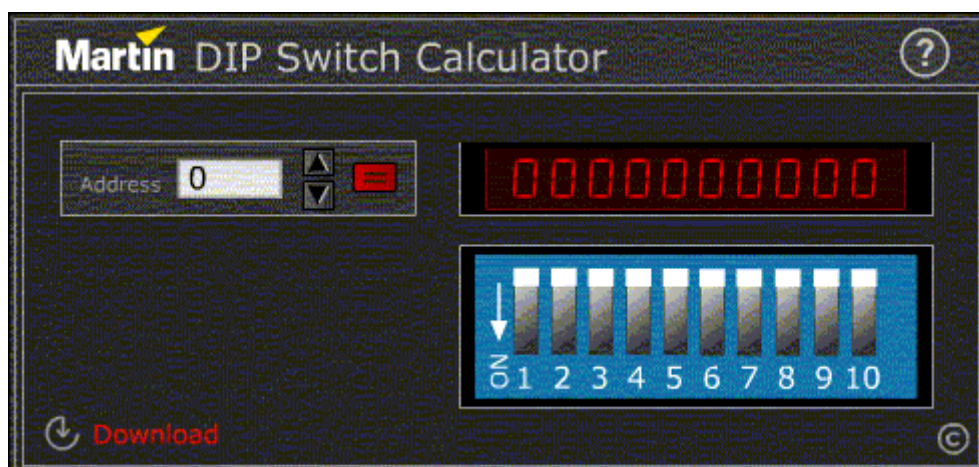 Martin DIP Switch Calculator ?
Address 0
0000000000
ON 1 2 3 4 5 6 7 8 9 10
Download ©